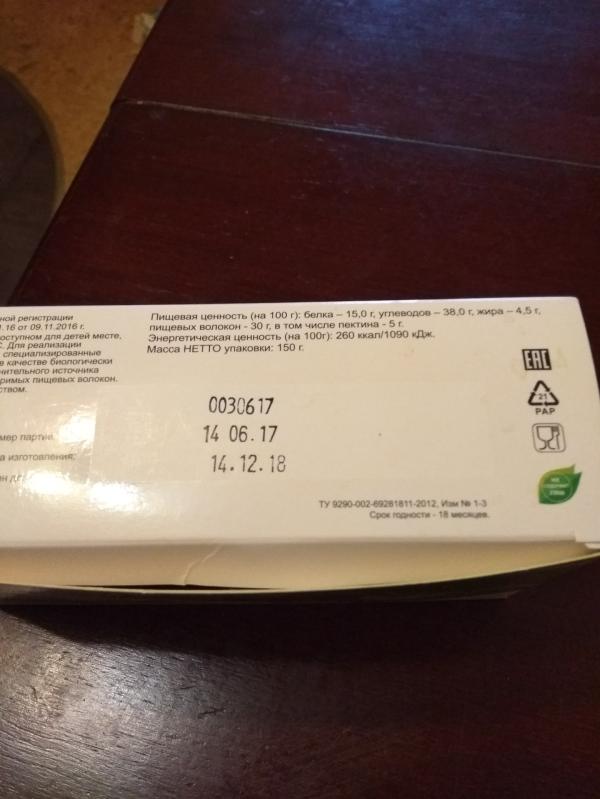 ной регистрации
1.16 от 09.11.2016 г.
оступном для детей месте,
С. Для реализации
специализированные
в качестве биологически
нительного источника
римых пищевых волокон.
ством.
Пищевая ценность (на 100 г): белка – 15,0 г, углеводов – 38,0 г, жира – 4,5 г,
пищевых волокон - 30 г, в том числе пектина - 5 г.
Энергетическая ценность (на 100г): 260 ккал/1090 кДж.
Масса НЕТТО упаковки: 150 г.
EAC
21
PAP
0030617
мер партии
14 06.17
а изготовления:
14.12.18
ен до
ТУ 9290-002-69281811-2012, Изм № 1-3
Срок годности - 18 месяцев.